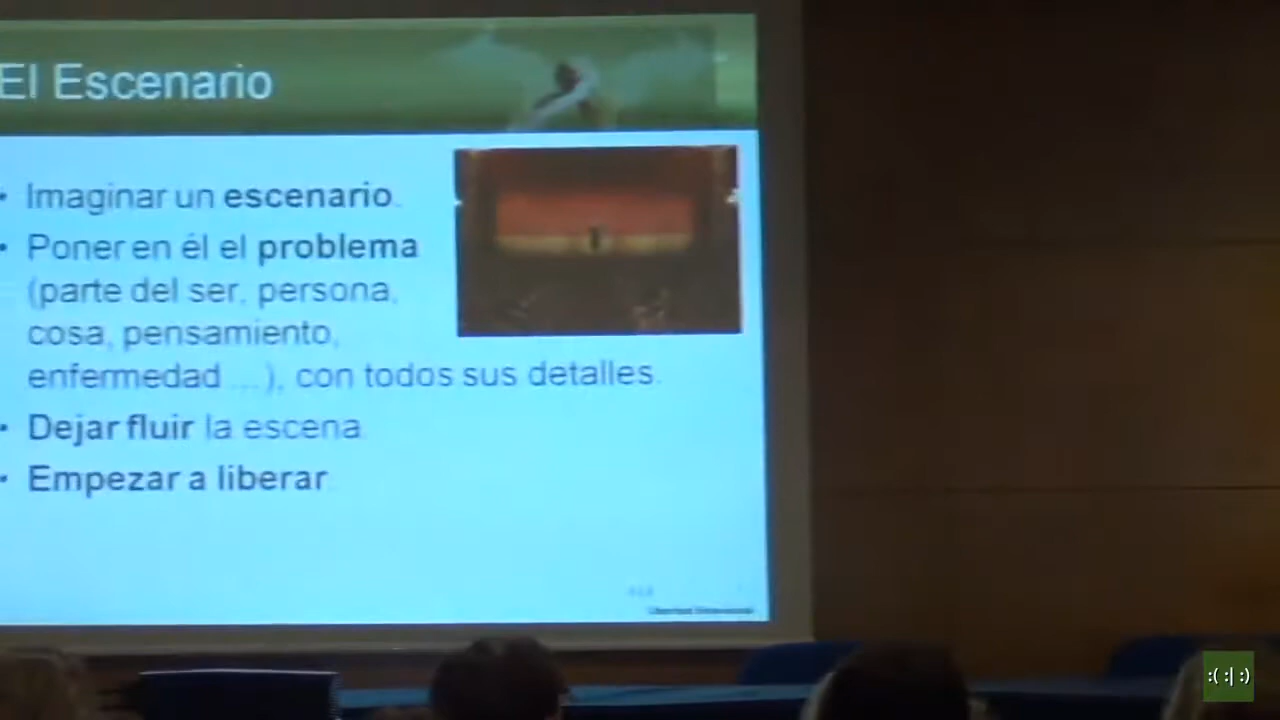 El Escenario
• Imaginar un escenario.
• Poner en él el problema
(parte del ser, persona,
cosa, pensamiento,
enfermedad ...), con todos sus detalles.
• Dejar fluir la escena.
• Empezar a liberar.
:( :| :)